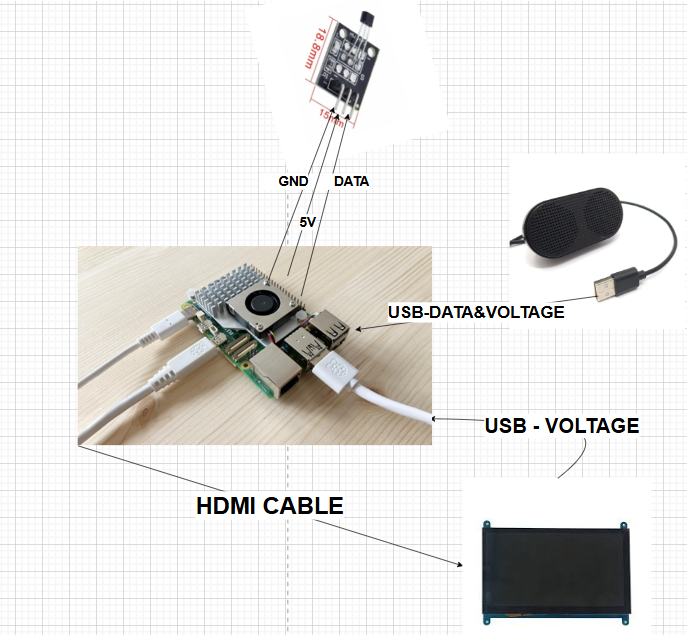 18.8mm
15mm
GND
DATA
5V
USB-DATA&VOLTAGE
USB - VOLTAGE
HDMI CABLE